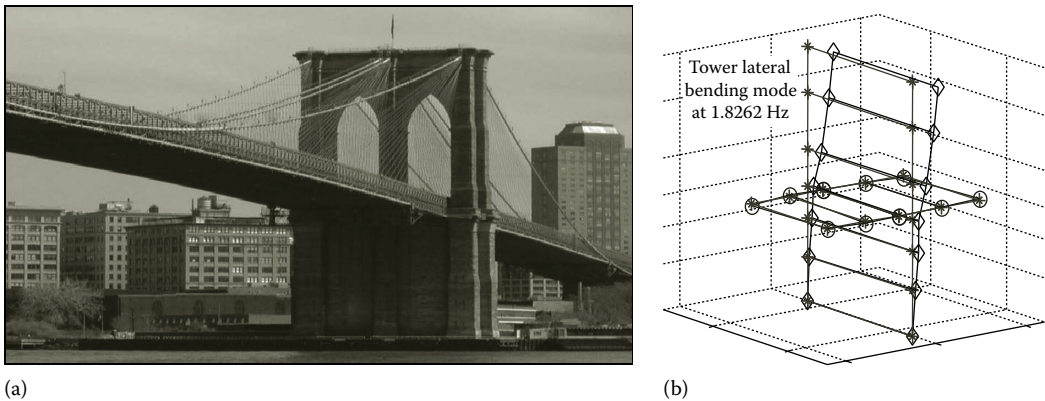 Tower lateral
bending mode
at 1.8262 Hz
(a)
(b)